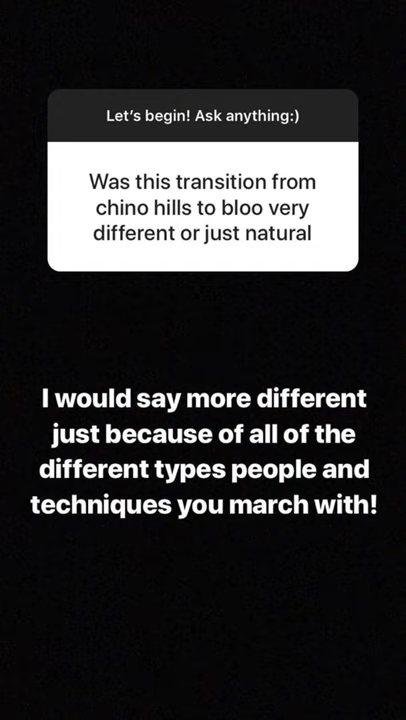 Let's begin! Ask anything:)
Was this transition from
chino hills to bloo very
different or just natural
I would say more different
just because of all of the
different types people and
techniques you march with!